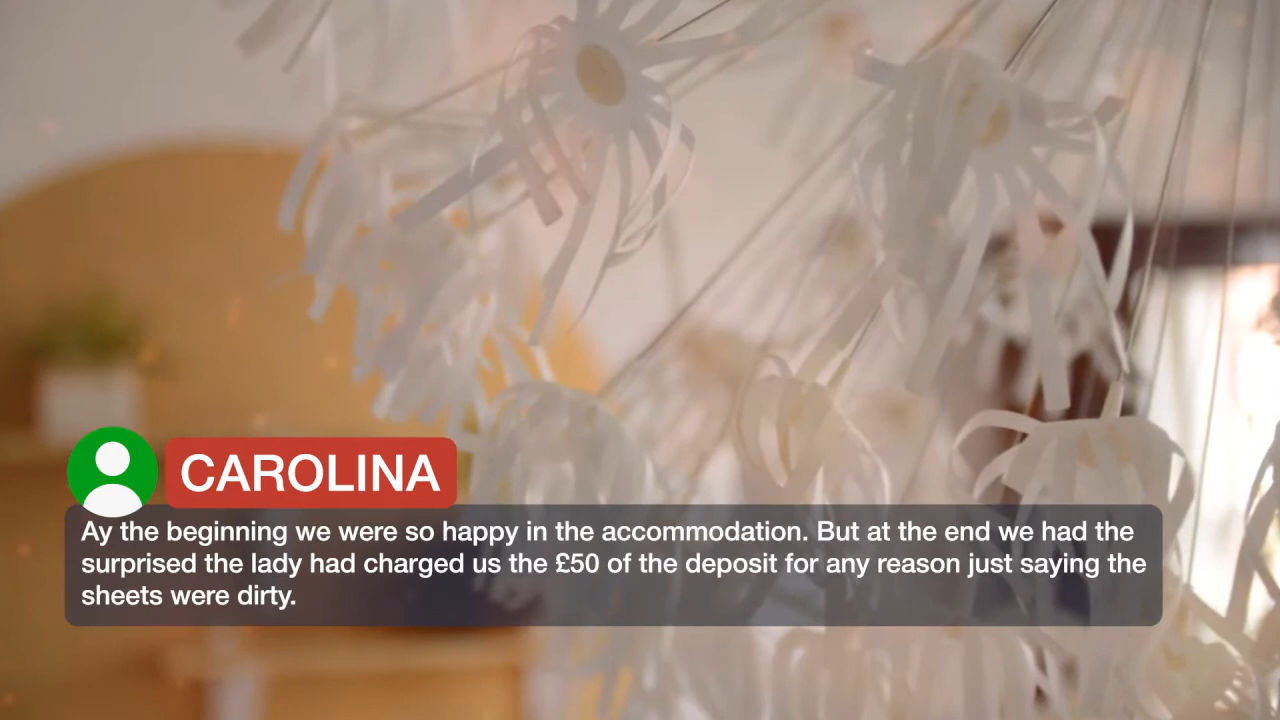 CAROLINA
Ay the beginning we were so happy in the accommodation. But at the end we had the
surprised the lady had charged us the £50 of the deposit for any reason just saying the
sheets were dirty.